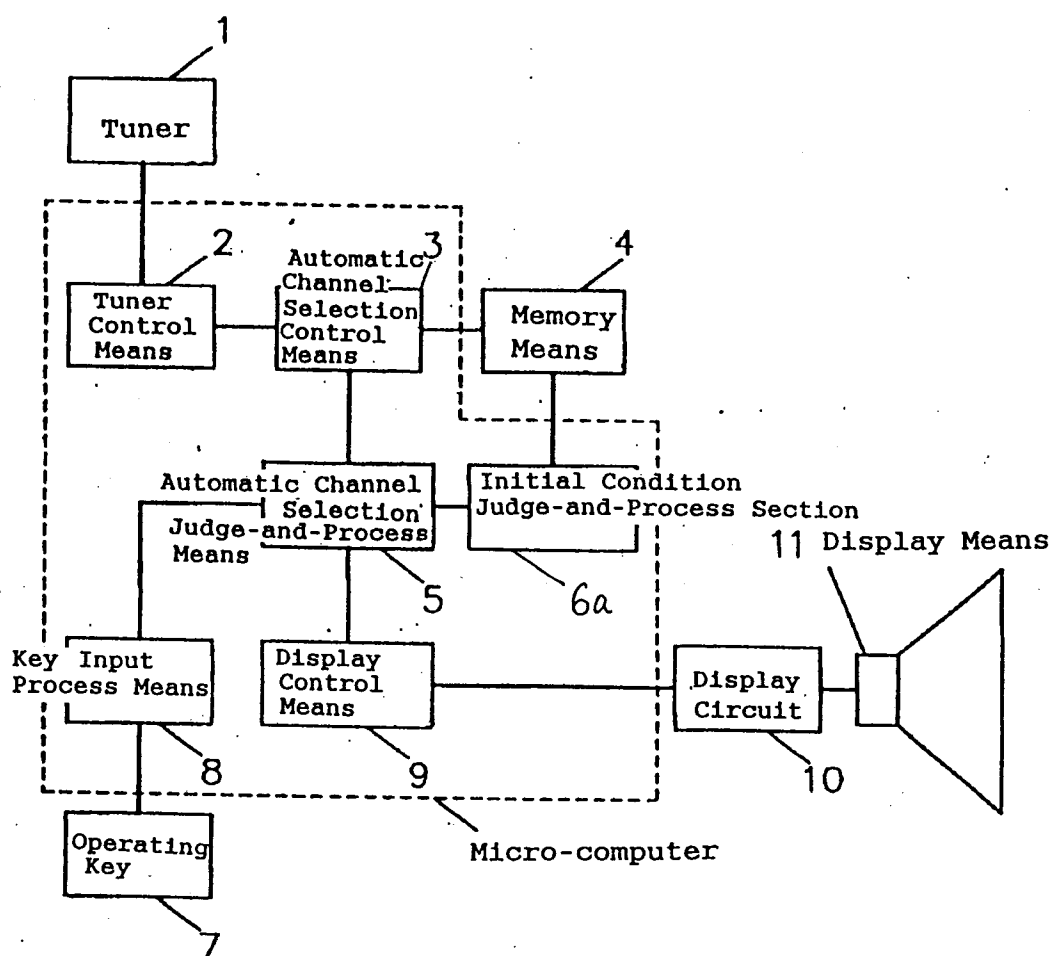 1
Tuner
2
Tuner
Control
Means
3
Automatic
Channel
Selection
Control
Means
4
Memory
Means
Automatic Channel
Selection
Judge-and-Process
Means
5
Initial Condition
Judge-and-Process Section
6a
11 Display Means
Key Input
Process Means
8
Display
Control
Means
9
Display
Circuit
10
Operating
Key
7
Micro-computer